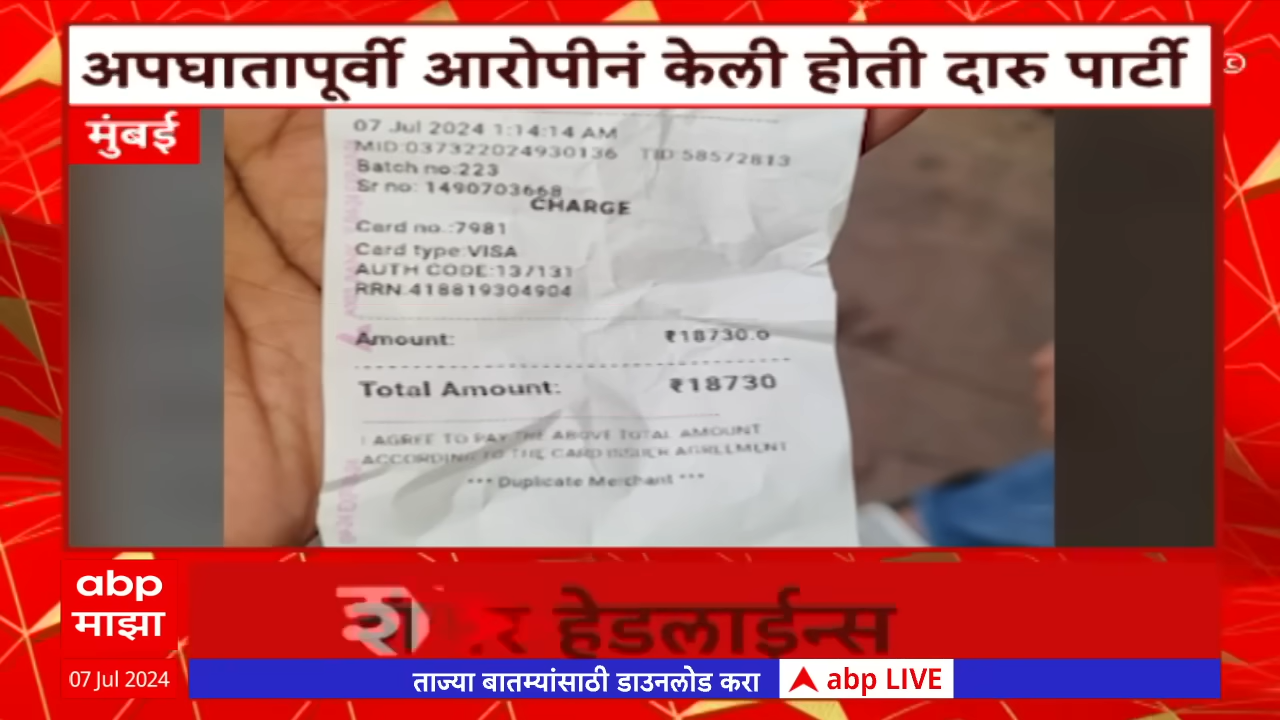 अपघातापूर्वी आरोपीनं केली होती दारु पार्टी
©
मुंबई
07 Jul 2024 1:14:14 AM
MID:037322024930136 TID:58572813
Batch no:223
Sr no: 1490703668
CHARGE
Card no.:7981
Card type:VISA
AUTH CODE:137131
RRN:418819304904
Amount: ₹18730.0
Total Amount: ₹18730
I AGREE TO PAY THE ABOVE TOTAL AMOUNT
ACCORDING TO THE CARD ISSUER AGREEMENT
*** Duplicate Merchant ***
abp
माझा
हेडलाईन्स
07 Jul 2024
ताज्या बातम्यांसाठी डाउनलोड करा
abp LIVE